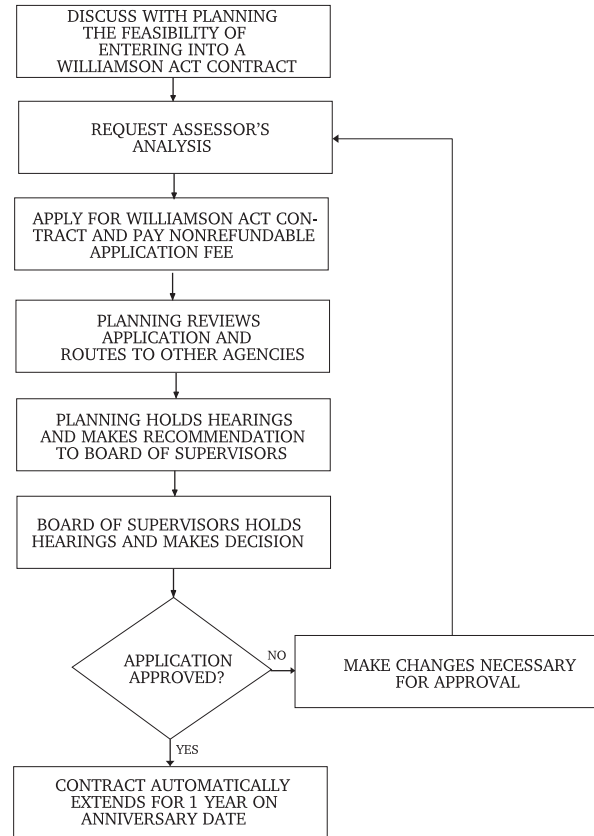 DISCUSS WITH PLANNING
THE FEASIBILITY OF
ENTERING INTO A
WILLIAMSON ACT CONTRACT
REQUEST ASSESSOR'S
ANALYSIS
APPLY FOR WILLIAMSON ACT CON-
TRACT AND PAY NONREFUNDABLE
APPLICATION FEE
PLANNING REVIEWS
APPLICATION AND
ROUTES TO OTHER AGENCIES
PLANNING HOLDS HEARINGS
AND MAKES RECOMMENDATION
TO BOARD OF SUPERVISORS
BOARD OF SUPERVISORS HOLDS
HEARINGS AND MAKES DECISION
APPLICATION
APPROVED?
NO
MAKE CHANGES NECESSARY
FOR APPROVAL
YES
CONTRACT AUTOMATICALLY
EXTENDS FOR 1 YEAR ON
ANNIVERSARY DATE